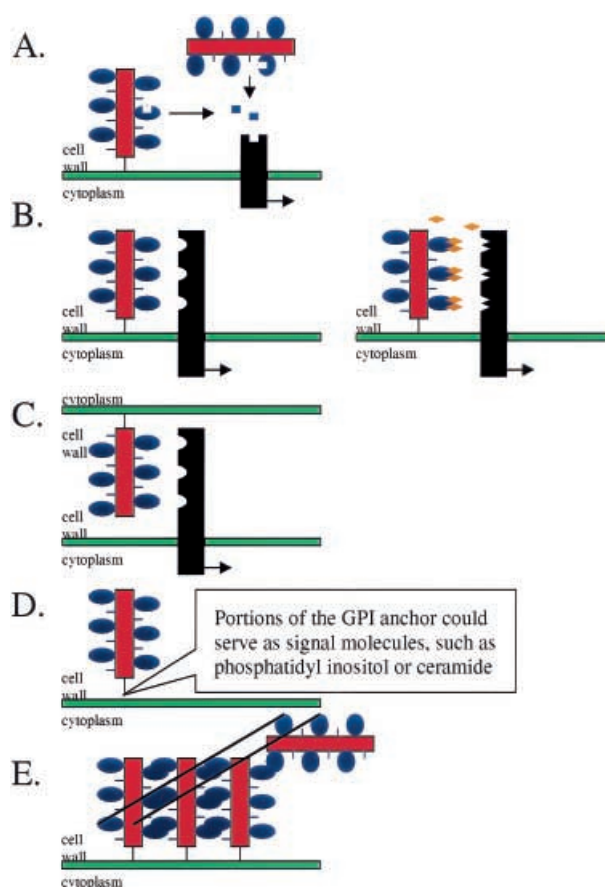 A.
cell
wall
cytoplasm
B.
cell
wall
cytoplasm
cell
wall
cytoplasm
C.
cytoplasm
cell
wall
cell
wall
cytoplasm
D.
Portions of the GPI anchor could
serve as signal molecules, such as
phosphatidyl inositol or ceramide
cell
wall
cytoplasm
E.
cell
wall
cytoplasm